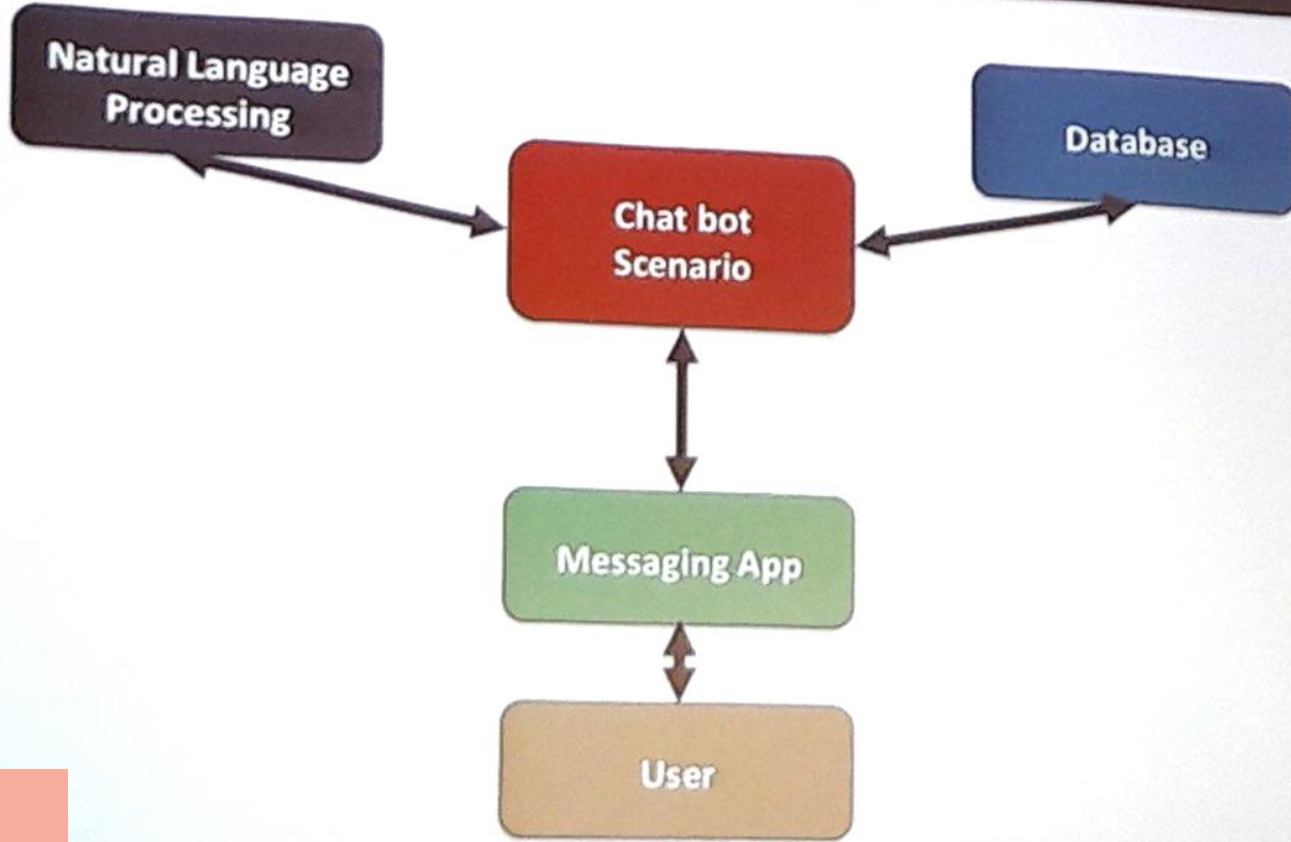 Natural Language
Processing
Database
Chat bot
Scenario
Messaging App
User